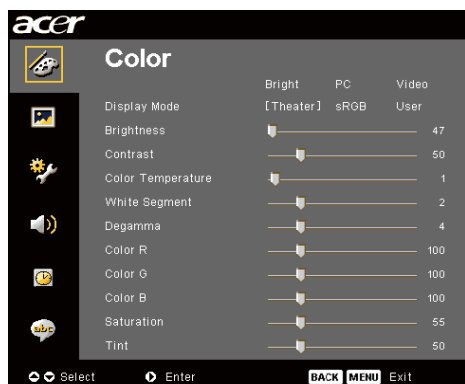 acer
Color
Bright PC Video
Display Mode [Theater] sRGB User
Brightness 47
Contrast 50
Color Temperature 1
White Segment 2
Degamma 4
Color R 100
Color G 100
Color B 100
Saturation 55
Tint 50
abc
Select Enter BACK MENU Exit